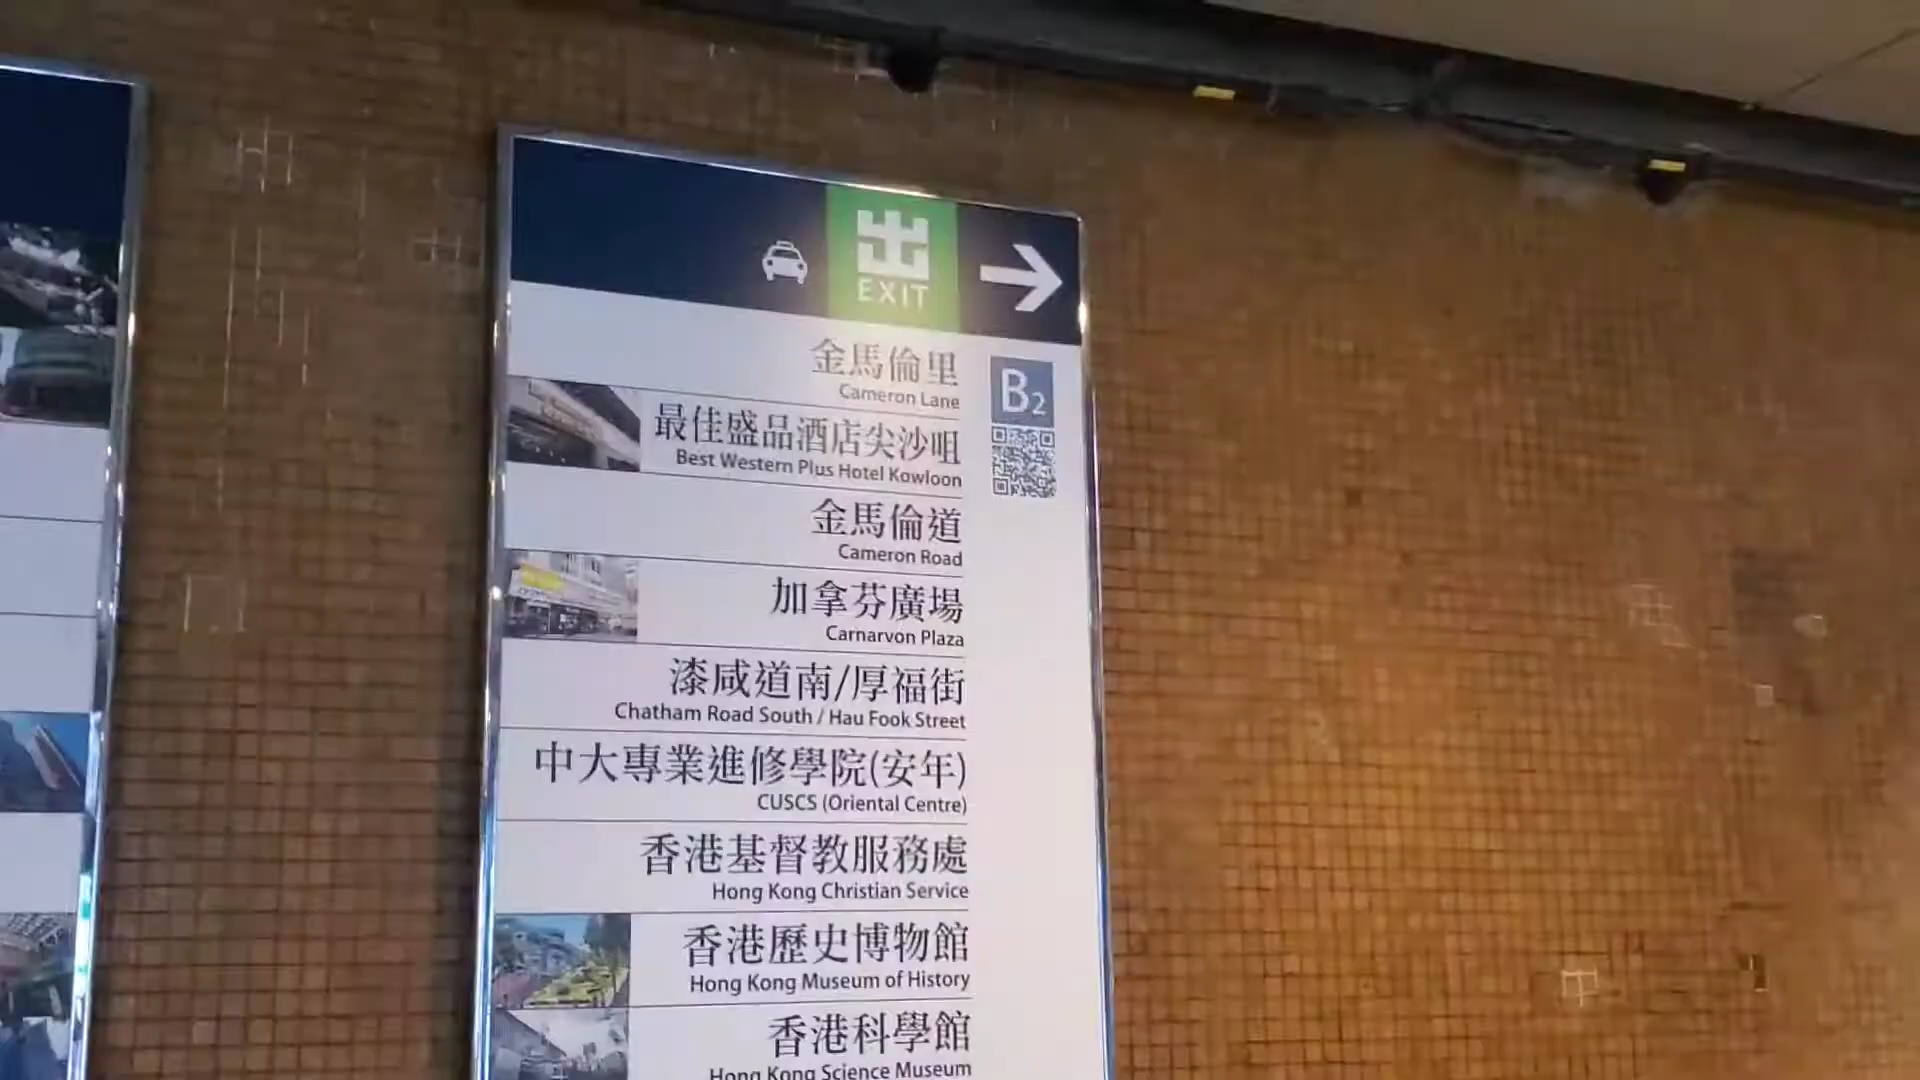 出
EXIT
金馬倫里
Cameron Lane
B2
最佳盛品酒店尖沙咀
Best Western Plus Hotel Kowloon
金馬倫道
Cameron Road
加拿芬廣場
Carnarvon Plaza
漆咸道南/厚福街
Chatham Road South / Hau Fook Street
中大專業進修學院(安年)
CUSCS (Oriental Centre)
香港基督教服務處
Hong Kong Christian Service
香港歷史博物館
Hong Kong Museum of History
香港科學館
Hong Kong Science Museum